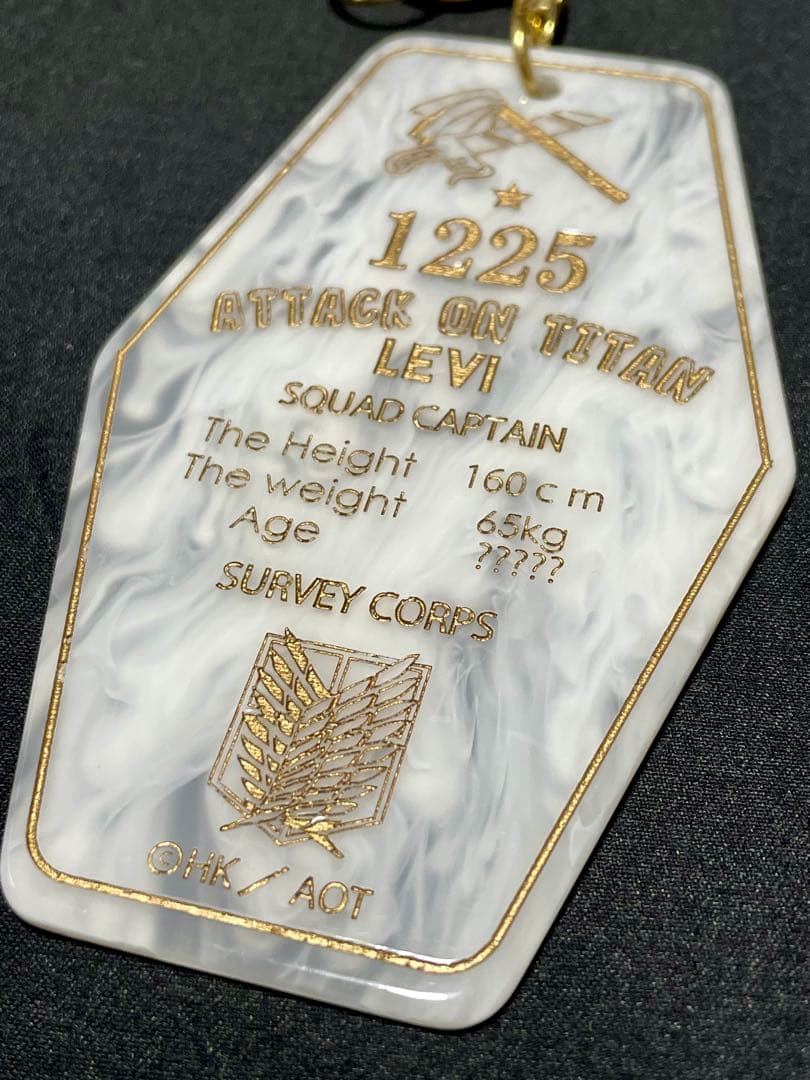 1225
ATTACK ON TITAN
LEVI
SQUAD CAPTAIN
The Height 160 c m
The weight 65kg
Age ?????
SURVEY CORPS
©HK / AOT